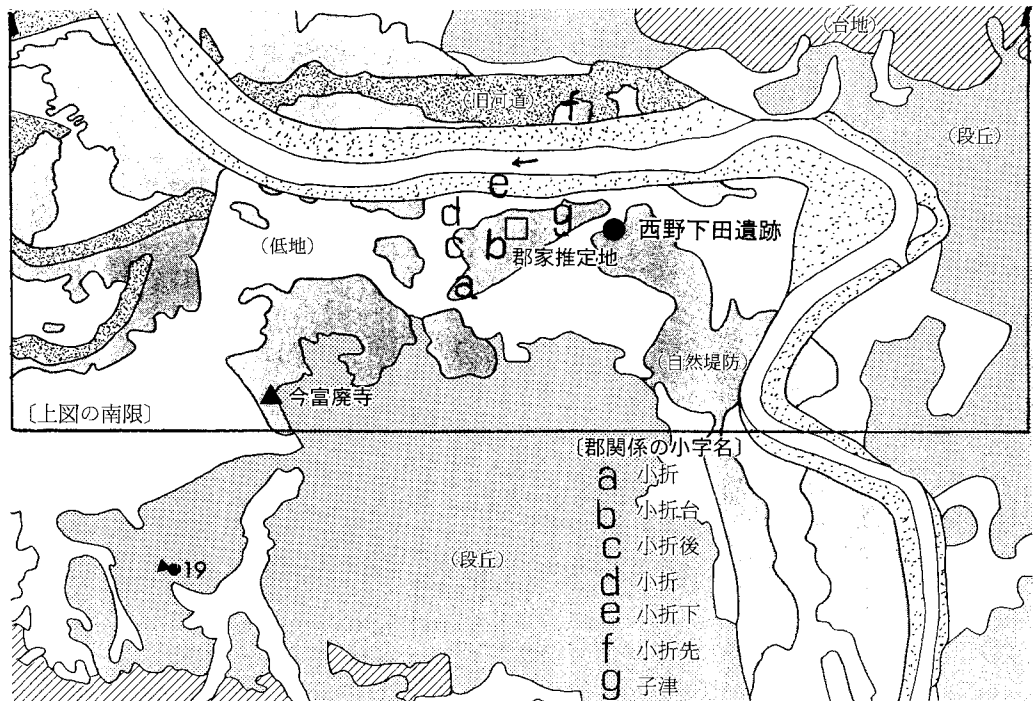 （台地）
（旧河道）
f
（段丘）
e
d
g
西野下田遺跡
（低地）
c
b
郡家推定地
a
（自然堤防）
今富廃寺
〔上図の南限〕
〔郡関係の小字名〕
a 小折
b 小折台
c 小折後
（段丘）
19
d 小折
e 小折下
f 小折先
g 子津